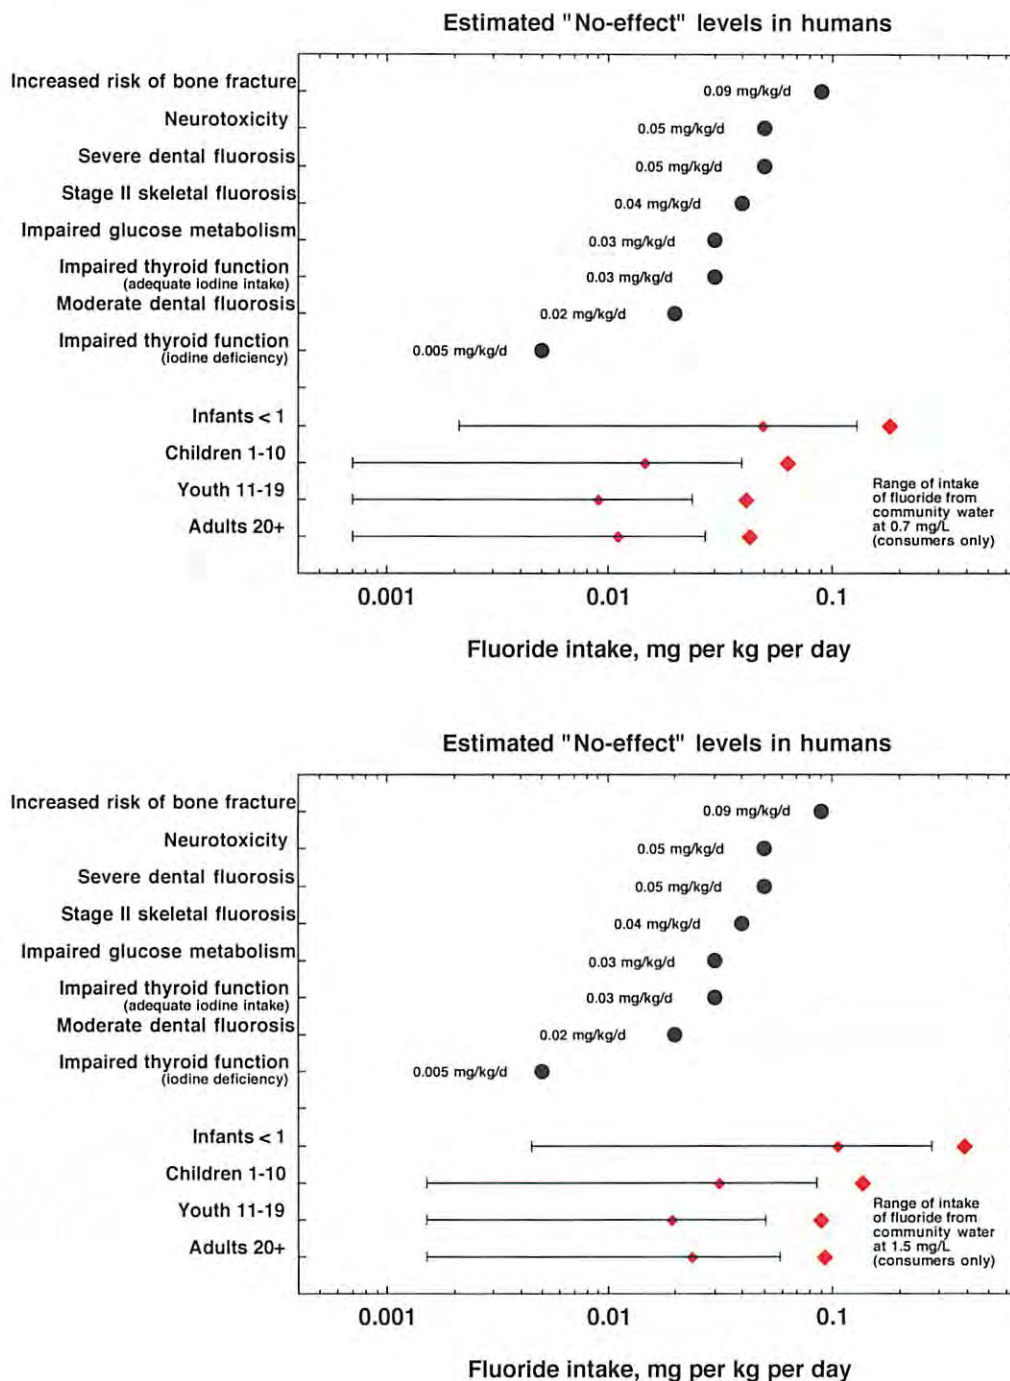 Estimated "No-effect" levels in humans
Increased risk of bone fracture
0.09 mg/kg/d
Neurotoxicity
0.05 mg/kg/d
Severe dental fluorosis
0.05 mg/kg/d
Stage II skeletal fluorosis
0.04 mg/kg/d
Impaired glucose metabolism
0.03 mg/kg/d
Impaired thyroid function
(adequate iodine intake)
0.03 mg/kg/d
Moderate dental fluorosis
0.02 mg/kg/d
Impaired thyroid function
(iodine deficiency)
0.005 mg/kg/d
Infants < 1
Children 1-10
Youth 11-19
Adults 20+
Range of intake
of fluoride from
community water
at 0.7 mg/L
(consumers only)
0.001 0.01 0.1
Fluoride intake, mg per kg per day
Estimated "No-effect" levels in humans
Increased risk of bone fracture
0.09 mg/kg/d
Neurotoxicity
0.05 mg/kg/d
Severe dental fluorosis
0.05 mg/kg/d
Stage II skeletal fluorosis
0.04 mg/kg/d
Impaired glucose metabolism
0.03 mg/kg/d
Impaired thyroid function
(adequate iodine intake)
0.03 mg/kg/d
Moderate dental fluorosis
0.02 mg/kg/d
Impaired thyroid function
(iodine deficiency)
0.005 mg/kg/d
Infants < 1
Children 1-10
Youth 11-19
Adults 20+
Range of intake
of fluoride from
community water
at 1.5 mg/L
(consumers only)
0.001 0.01 0.1
Fluoride intake, mg per kg per day